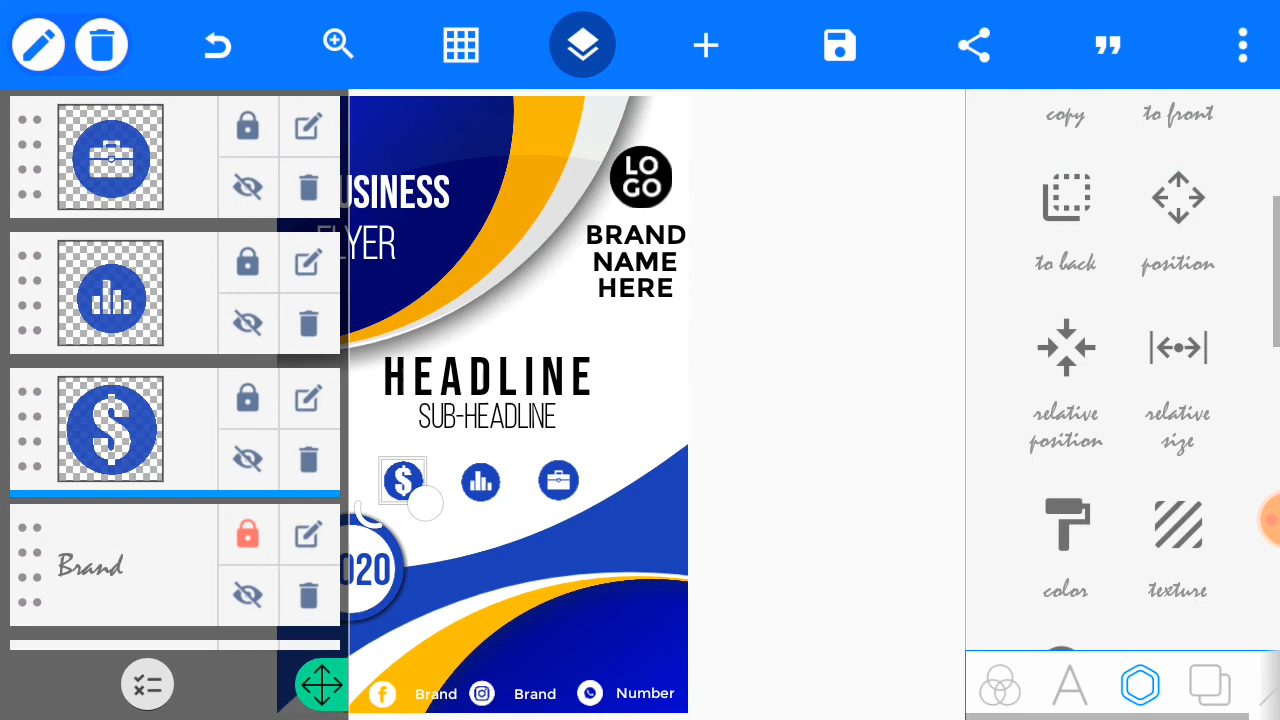 USINESS
LYER
LO
GO
BRAND
NAME
HERE
HEADLINE
SUB-HEADLINE
$
$
020
Brand
Brand
Brand
Number
copy
to front
to back
position
relative
position
relative
size
color
texture
A